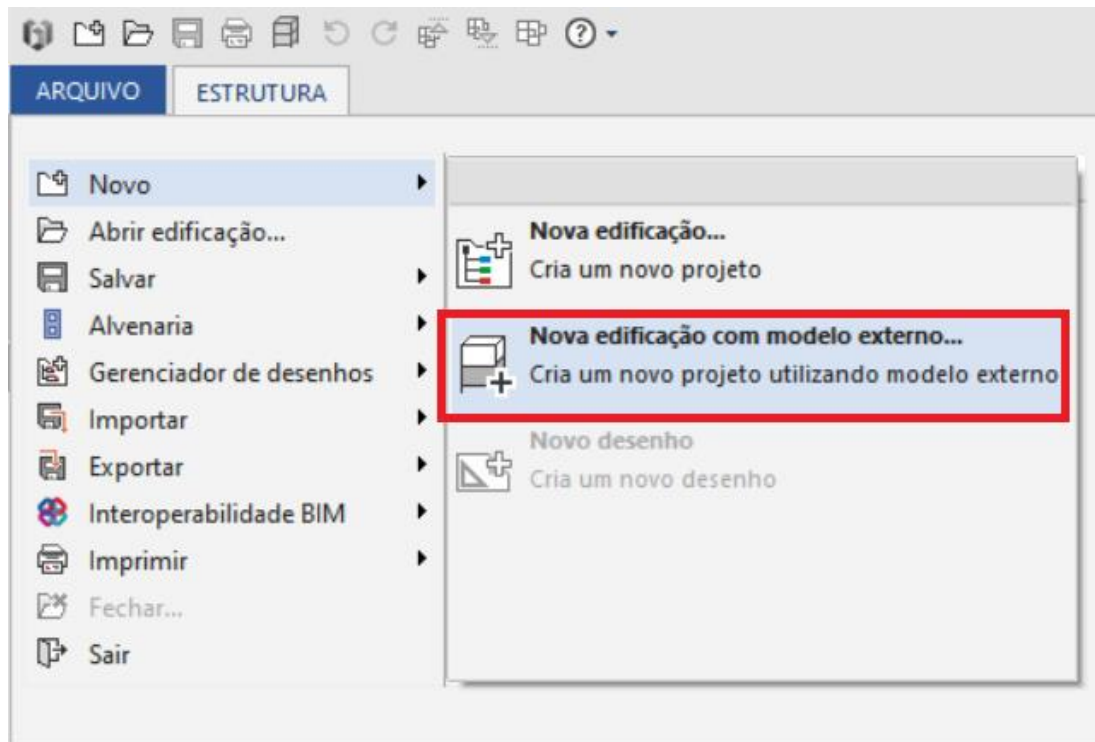 ARQUIVO
ESTRUTURA
Novo
Abrir edificação...
Salvar
Alvenaria
Gerenciador de desenhos
Importar
Exportar
Interoperabilidade BIM
Imprimir
Fechar...
Sair
Nova edificação...
Cria um novo projeto
Nova edificação com modelo externo...
Cria um novo projeto utilizando modelo externo
Novo desenho
Cria um novo desenho